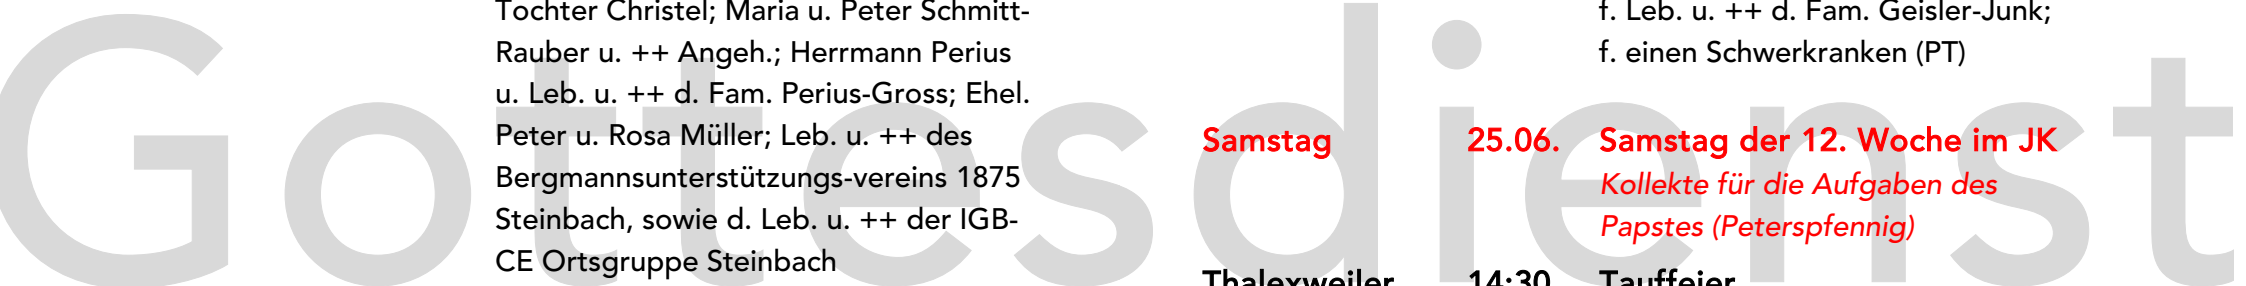 Gottesdienst
Tochter Christel; Maria u. Peter Schmitt-
Rauber u. ++ Angeh.; Herrmann Perius
u. Leb. u. ++ d. Fam. Perius-Gross; Ehel.
Peter u. Rosa Müller; Leb. u. ++ des
Bergmannsunterstützungs-vereins 1875
Steinbach, sowie d. Leb. u. ++ der IGB-
CE Ortsgruppe Steinbach
f. Leb. u. ++ d. Fam. Geisler-Junk;
f. einen Schwerkranken (PT)
Samstag 25.06. Samstag der 12. Woche im JK
Kollekte für die Aufgaben des
Papstes (Peterspfennig)
Thalexweiler 14:30 Tauffeier